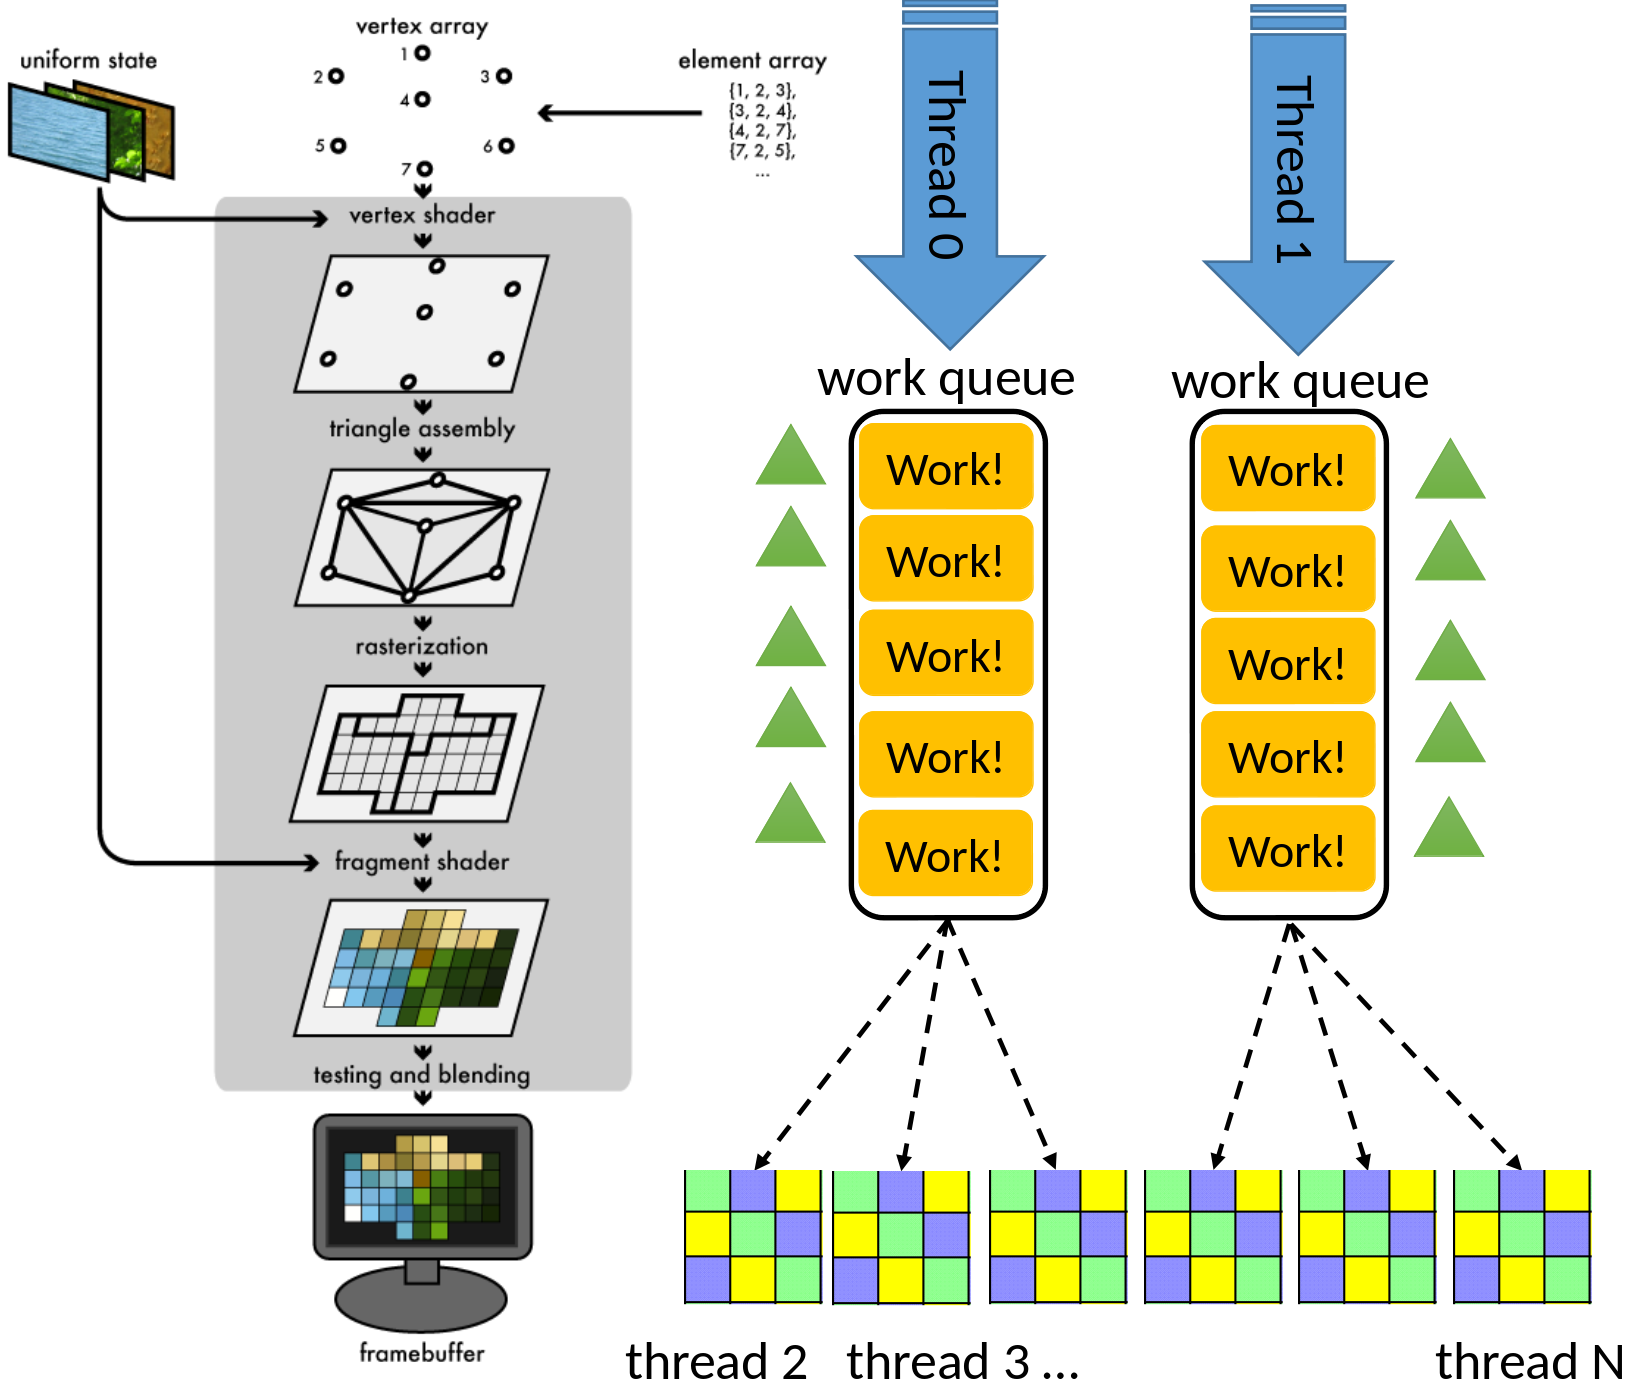 vertex array
uniform state
element array
1
2
3
4
5
6
7
{1, 2, 3},
{3, 2, 4},
{4, 2, 7},
{7, 2, 5},
...
vertex shader
triangle assembly
rasterization
fragment shader
testing and blending
framebuffer
Thread 0
Thread 1
work queue
Work!
Work!
Work!
Work!
Work!
work queue
Work!
Work!
Work!
Work!
Work!
thread 2
thread 3 ...
thread N